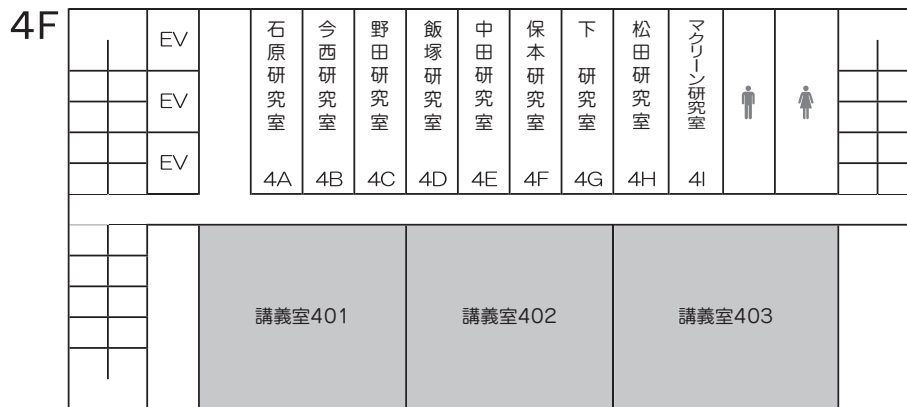 4F
EV
EV
EV
石原研究室
4A
今西研究室
4B
野田研究室
4C
飯塚研究室
4D
中田研究室
4E
保本研究室
4F
下 研究室
4G
松田研究室
4H
マクリーン研究室
4I
講義室401
講義室402
講義室403